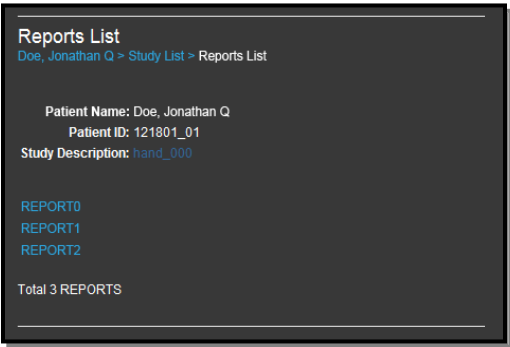 Reports List
Doe, Jonathan Q > Study List > Reports List
Patient Name: Doe, Jonathan Q
Patient ID: 121801_01
Study Description: hand_000
REPORT0
REPORT1
REPORT2
Total 3 REPORTS